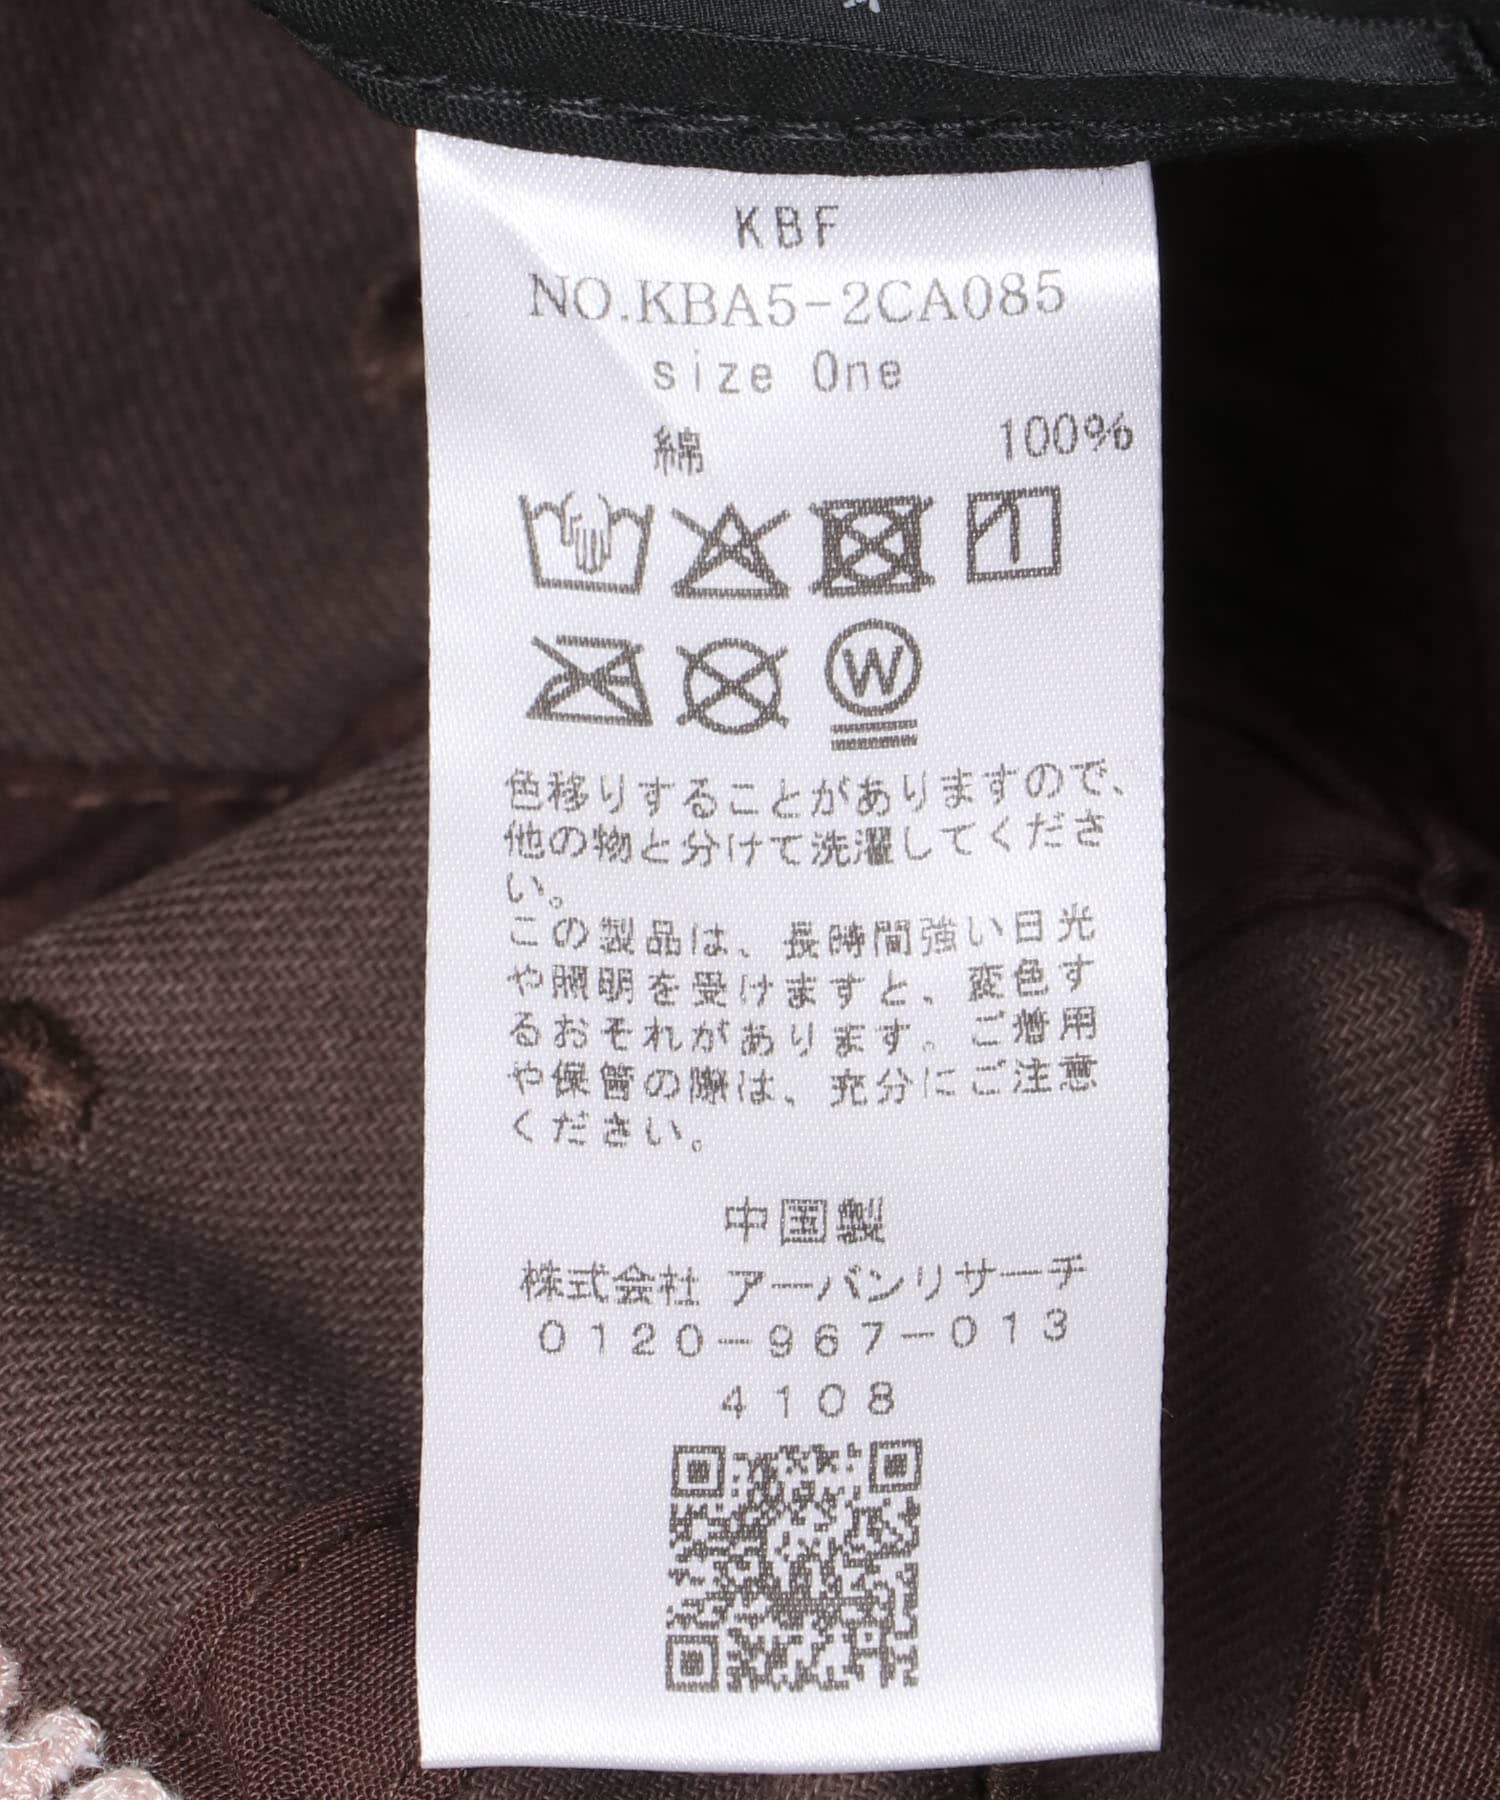 KBF
NO.KBA5-2CA085
size One
綿 100%
W
色移りすることがありますので、
他の物と分けて洗濯してくださ
い。
この製品は、長時間強い日光
や照明を受けますと、変色す
るおそれがあります。ご着用
や保管の際は、充分にご注意
ください。
中国製
株式会社 アーバンリサーチ
0120-967-013
4108